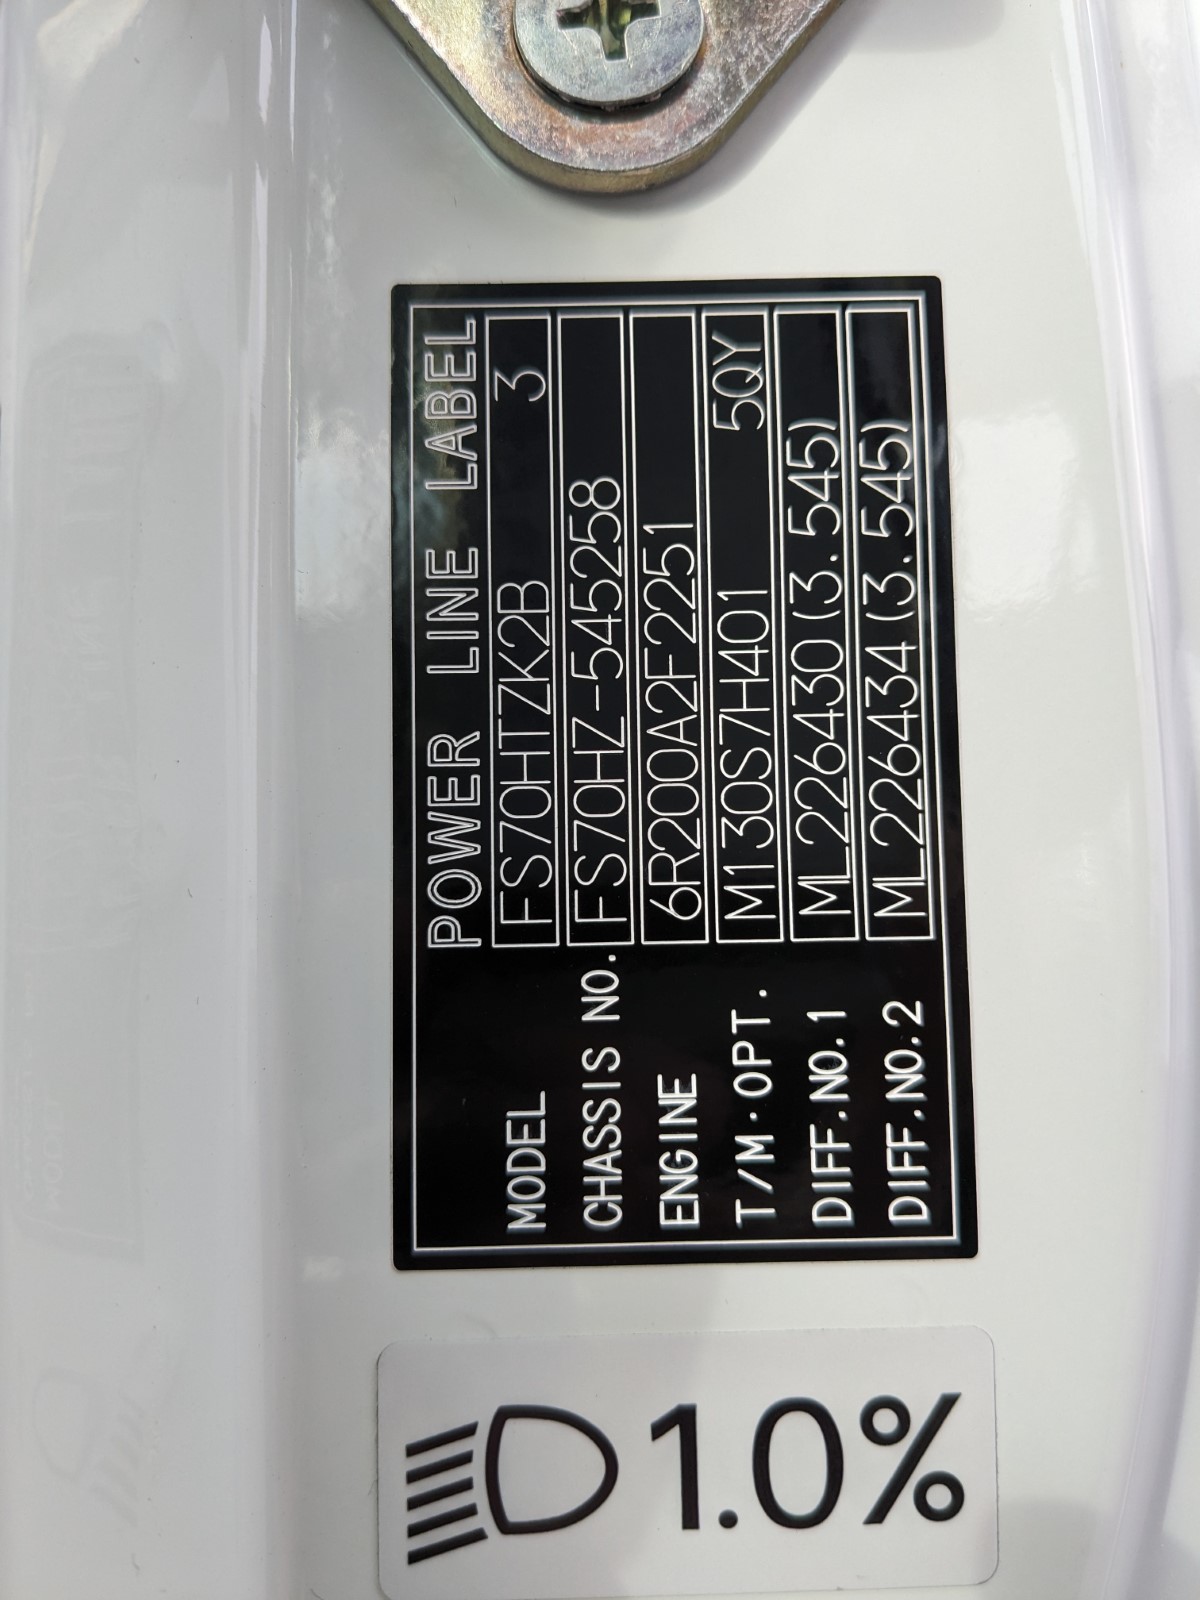 POWER LINE LABEL
MODEL FS70HTZK2B 3
CHASSIS NO. FS70HZ-545258
ENGINE 6R200A2F2251
T/M·OPT. M130S7H401 5QY
DIFF.NO.1 ML226430 (3.545)
DIFF.NO.2 ML226434 (3.545)
1.0%